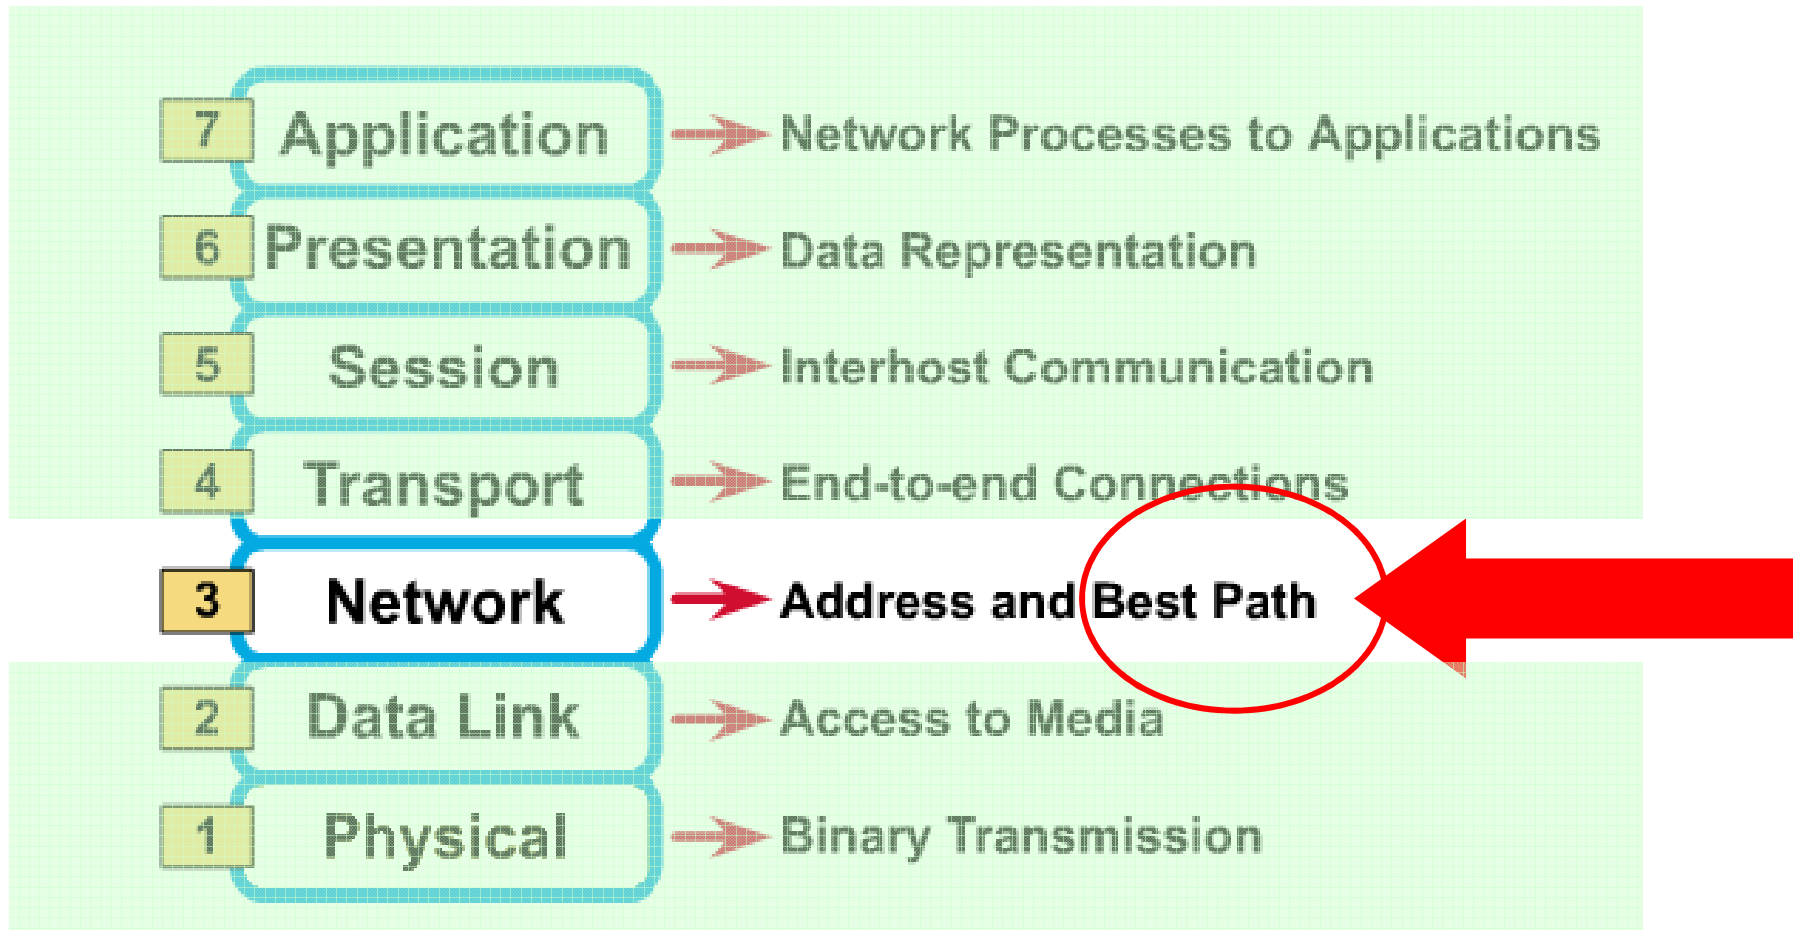 7 Application Network Processes to Applications
6 Presentation Data Representation
5 Session Interhost Communication
4 Transport End-to-end Connections
3 Network Address and Best Path
2 Data Link Access to Media
1 Physical Binary Transmission